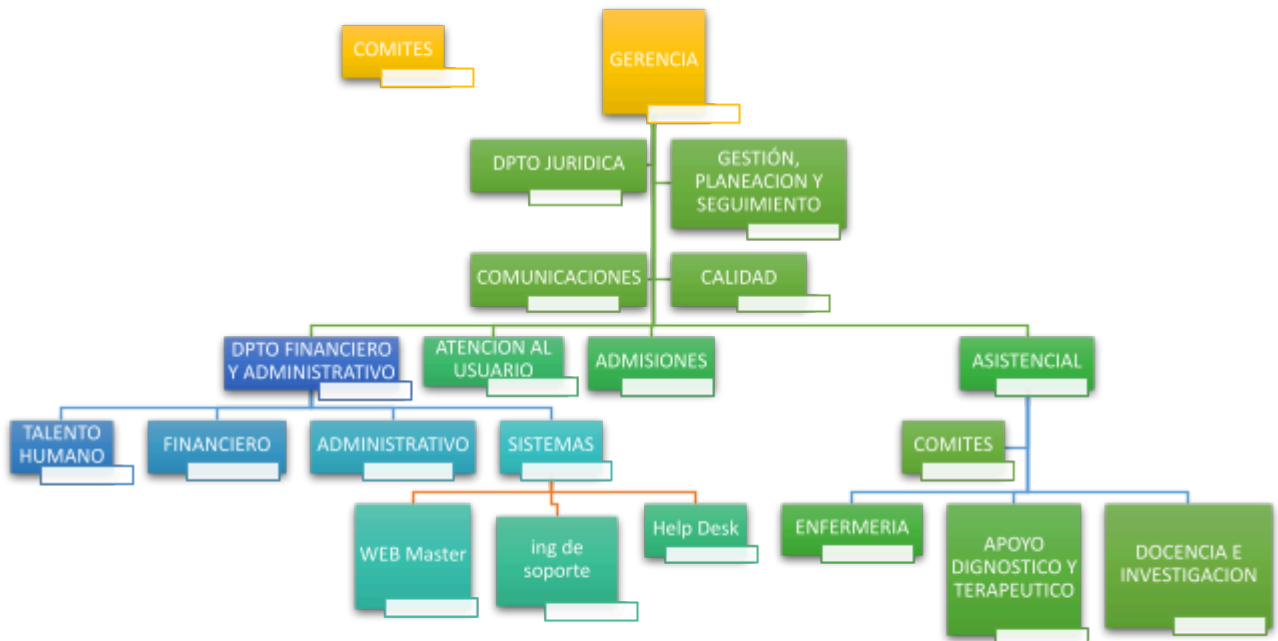 COMITES
GERENCIA
DPTO JURIDICA
GESTIÓN,
PLANEACION Y
SEGUIMIENTO
COMUNICACIONES
CALIDAD
DPTO FINANCIERO
Y ADMINISTRATIVO
ATENCION AL
USUARIO
ADMISIONES
ASISTENCIAL
TALENTO
HUMANO
FINANCIERO
ADMINISTRATIVO
SISTEMAS
COMITES
WEB Master
ing de
soporte
Help Desk
ENFERMERIA
APOYO
DIGNOSTICO Y
TERAPEUTICO
DOCENCIA E
INVESTIGACION